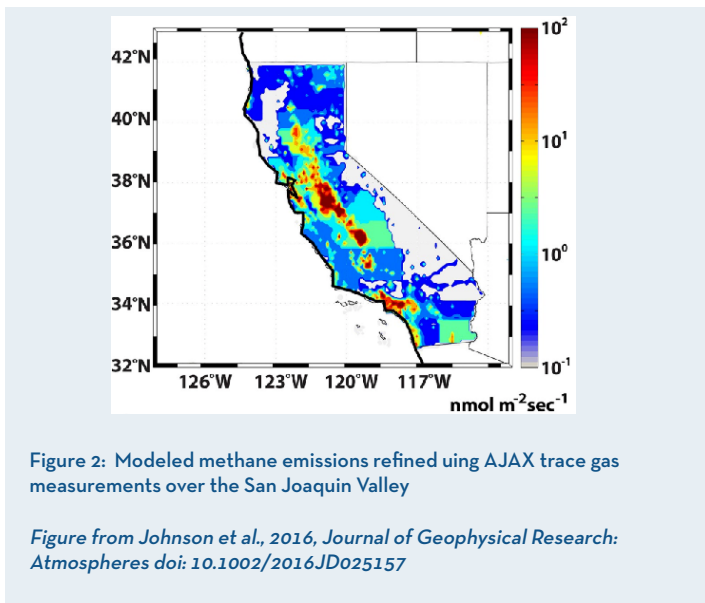 10²
42°N
40°N
10¹
38°N
36°N
10⁰
34°N
32°N
10⁻¹
126°W 123°W 120°W 117°W
nmol m⁻²sec⁻¹
Figure 2: Modeled methane emissions refined uing AJAX trace gas
measurements over the San Joaquin Valley
Figure from Johnson et al., 2016, Journal of Geophysical Research:
Atmospheres doi: 10.1002/2016JD025157